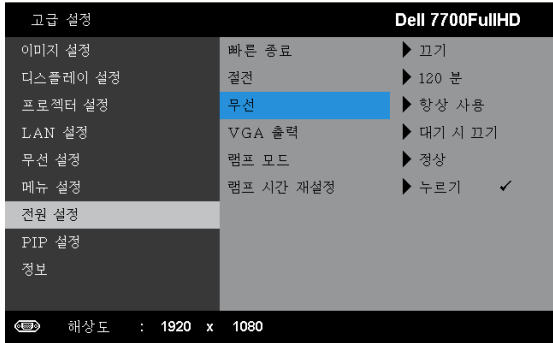 고급 설정 Dell 7700FullHD
이미지 설정 빠른 종료 끄기
디스플레이 설정 절전 120 분
프로젝터 설정 무선 항상 사용
LAN 설정 VGA 출력 대기 시 끄기
무선 설정 램프 모드 정상
메뉴 설정 램프 시간 재설정 누르기 ✓
전원 설정
PIP 설정
정보
해상도 : 1920 x 1080